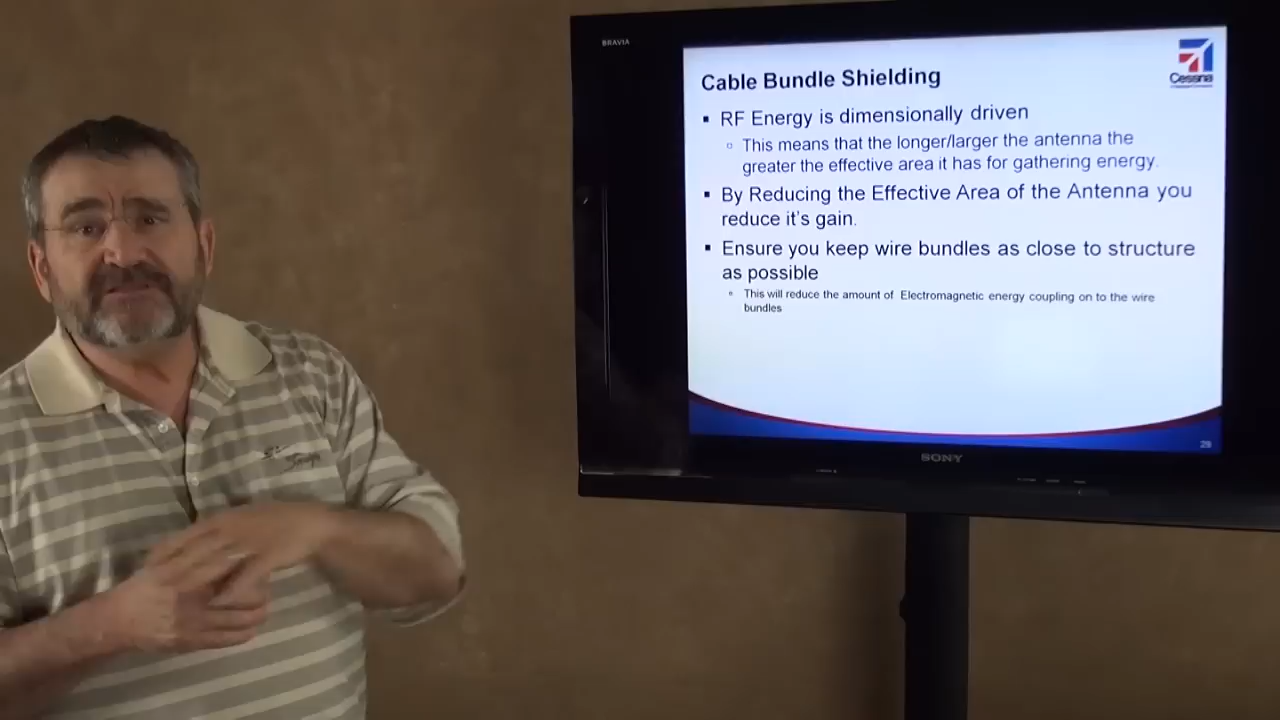 BRAVIA
Cessna
Cable Bundle Shielding
▪ RF Energy is dimensionally driven
▫ This means that the longer/larger the antenna the
greater the effective area it has for gathering energy.
▪ By Reducing the Effective Area of the Antenna you
reduce it's gain.
▪ Ensure you keep wire bundles as close to structure
as possible
▫ This will reduce the amount of Electromagnetic energy coupling on to the wire
bundles
29
SONY